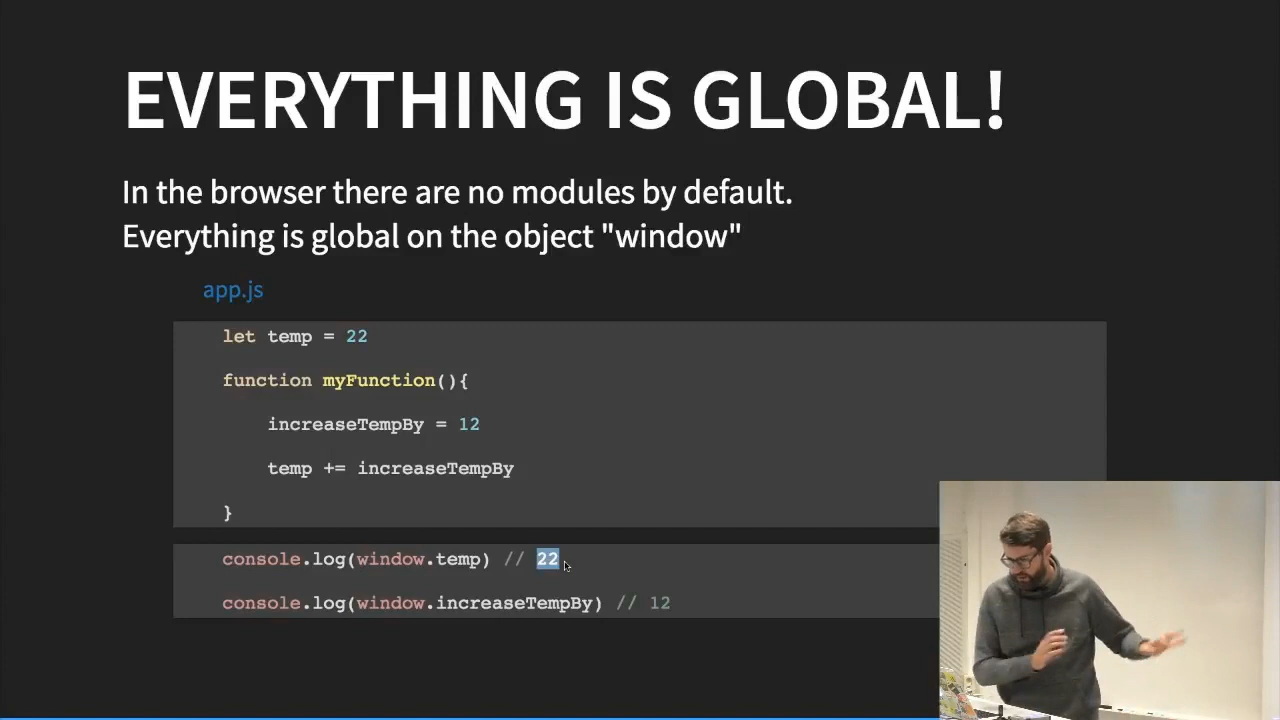 EVERYTHING IS GLOBAL!
In the browser there are no modules by default.
Everything is global on the object "window"
app.js
let temp = 22
function myFunction(){
increaseTempBy = 12
temp += increaseTempBy
}
console.log(window.temp) // 22
console.log(window.increaseTempBy) // 12